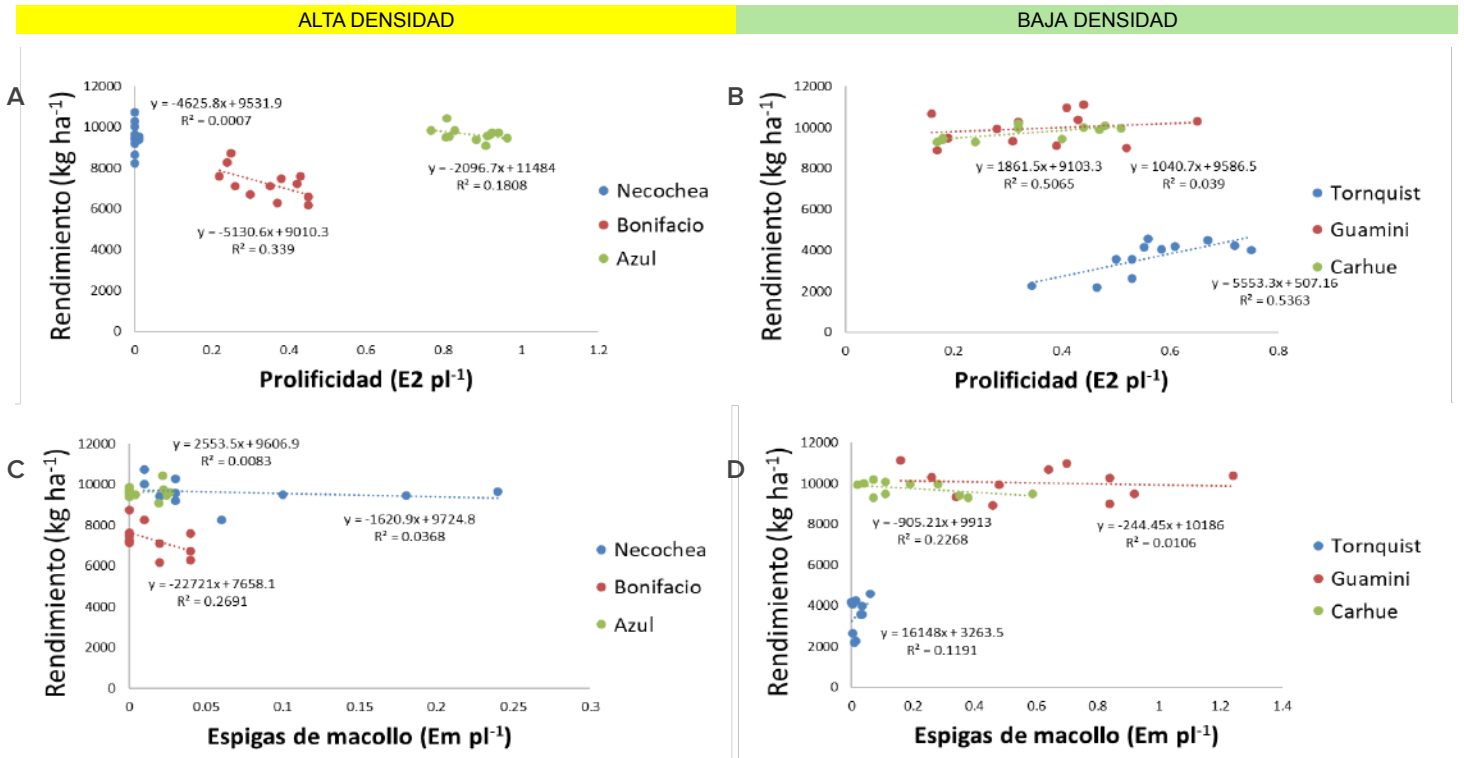 ALTA DENSIDAD
BAJA DENSIDAD
A
Rendimiento (kg ha-1)
12000
10000
8000
6000
4000
2000
0
y = -4625.8x + 9531.9
R² = 0.0007
y = -2096.7x + 11484
R² = 0.1808
y = -5130.6x + 9010.3
R² = 0.339
0
0.2
0.4
0.6
0.8
1
1.2
Prolificidad (E2 pl-1)
Necochea
Bonifacio
Azul
B
Rendimiento (kg ha-1)
12000
10000
8000
6000
4000
2000
0
y = 1861.5x + 9103.3
R² = 0.5065
y = 1040.7x + 9586.5
R² = 0.039
y = 5553.3x + 507.16
R² = 0.5363
0
0.2
0.4
0.6
0.8
Prolificidad (E2 pl-1)
Tornquist
Guamini
Carhue
C
Rendimiento (kg ha-1)
12000
10000
8000
6000
4000
2000
0
y = 2553.5x + 9606.9
R² = 0.0083
y = -1620.9x + 9724.8
R² = 0.0368
y = -22721x + 7658.1
R² = 0.2691
0
0.05
0.1
0.15
0.2
0.25
0.3
Espigas de macollo (Em pl-1)
Necochea
Bonifacio
Azul
D
Rendimiento (kg ha-1)
12000
10000
8000
6000
4000
2000
0
y = -905.21x + 9913
R² = 0.2268
y = -244.45x + 10186
R² = 0.0106
y = 16148x + 3263.5
R² = 0.1191
0
0.2
0.4
0.6
0.8
1
1.2
1.4
Espigas de macollo (Em pl-1)
Tornquist
Guamini
Carhue